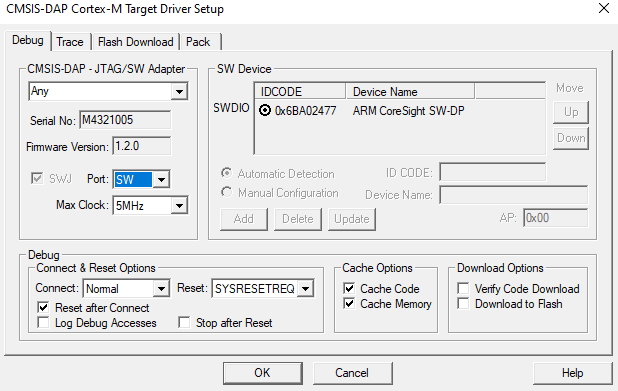 CMSIS-DAP Cortex-M Target Driver Setup
Debug Trace Flash Download Pack
CMSIS-DAP - JTAG/SW Adapter
Any
Serial No: M4321005
Firmware Version: 1.2.0
SWJ Port: SW
Max Clock: 5MHz
SW Device
IDCODE Device Name
SWDIO 0x6BA02477 ARM CoreSight SW-DP
Move
Up
Down
Automatic Detection ID CODE:
Manual Configuration Device Name:
Add Delete Update AP: 0x00
Debug
Connect & Reset Options
Connect: Normal Reset: SYSRESETREQ
Reset after Connect
Log Debug Accesses Stop after Reset
Cache Options
Cache Code
Cache Memory
Download Options
Verify Code Download
Download to Flash
OK Cancel Help